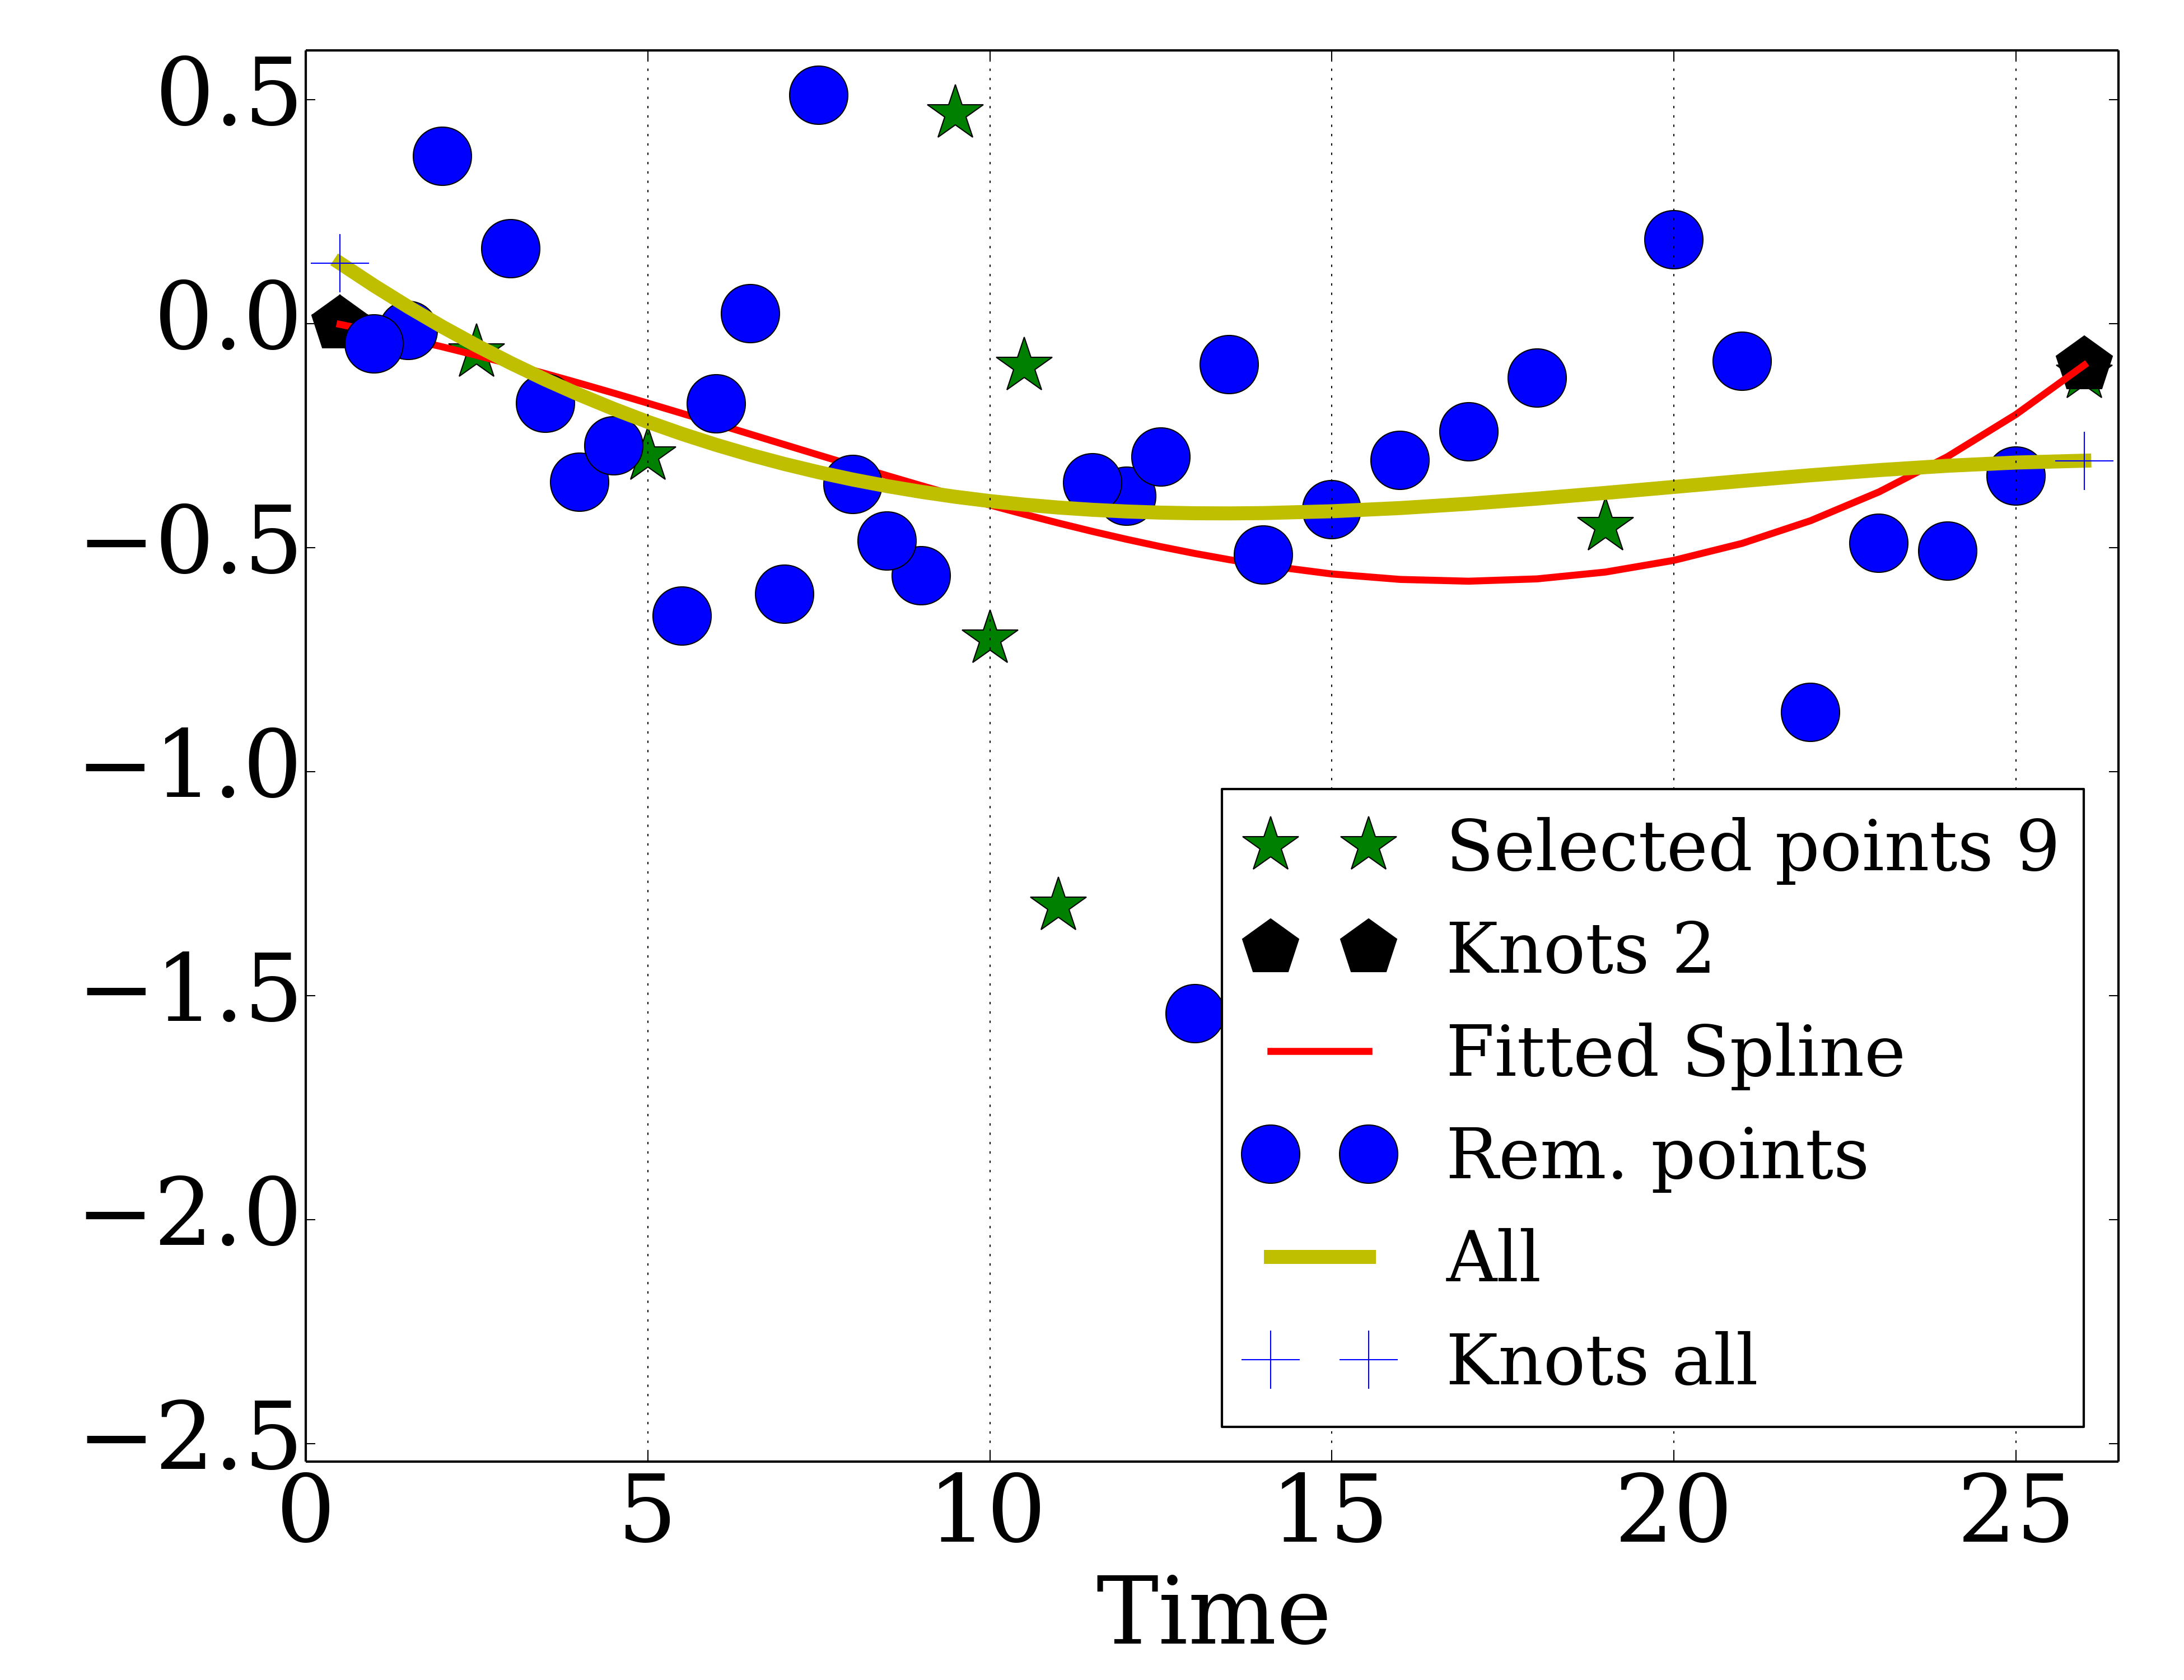 0.5
0.0
−0.5
−1.0
−1.5
−2.0
−2.5
0 5 10 15 20 25
Time
Selected points 9
Knots 2
Fitted Spline
Rem. points
All
Knots all